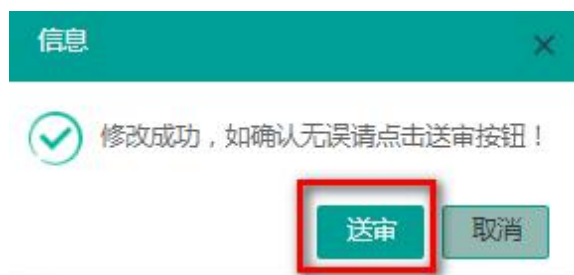 信息
修改成功，如确认无误请点击送审按钮！
送审 取消